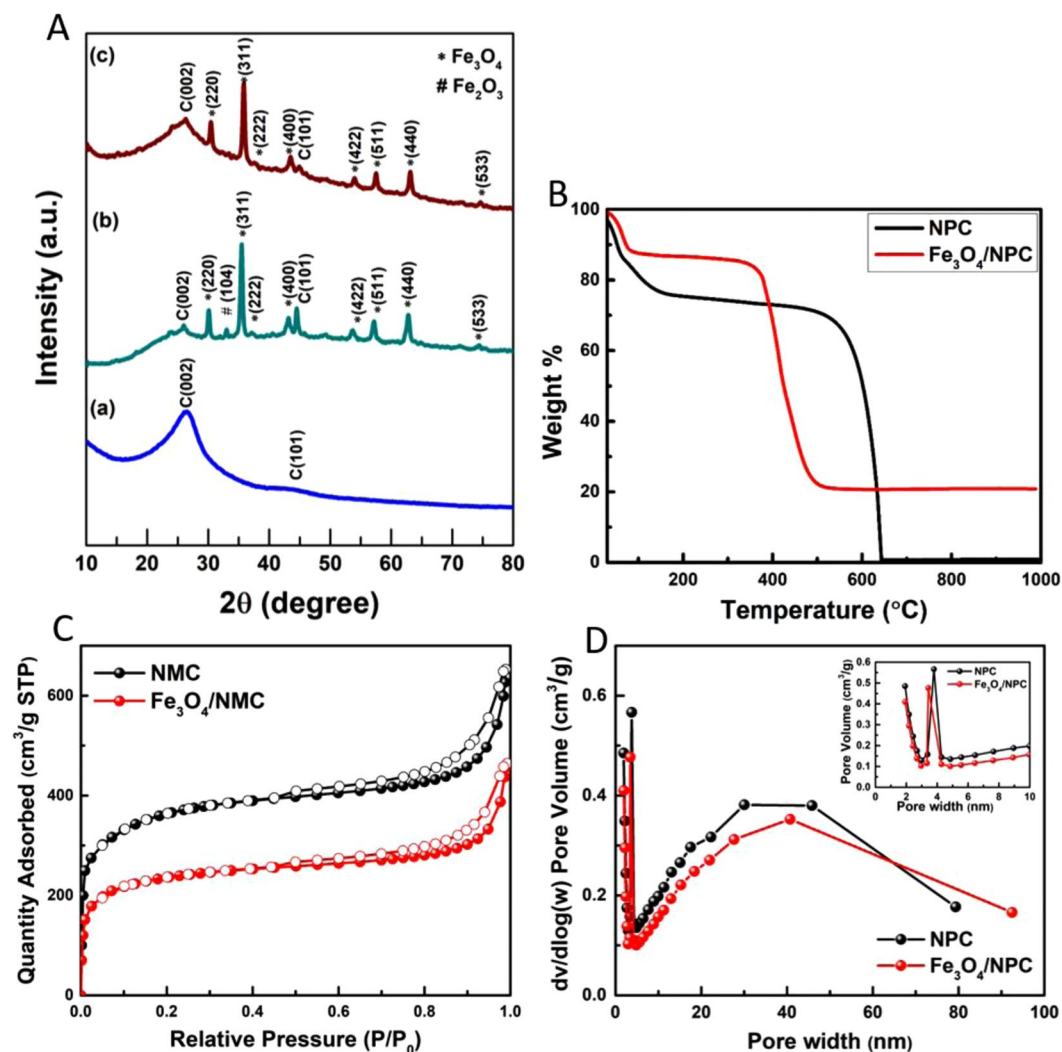 A
(c)
C(002)
*(220)
*(311)
*(222)
*(400)
C(101)
*(422)
*(511)
*(440)
*(533)
* Fe₃O₄
# Fe₂O₃
(b)
C(002)
*(220)
# (104)
*(311)
*(222)
*(400)
C(101)
*(422)
*(511)
*(440)
*(533)
(a)
C(002)
C(101)
Intensity (a.u.)
10 20 30 40 50 60 70 80
2θ (degree)
B
100
80
60
40
20
0
Weight %
NPC
Fe₃O₄/NPC
200 400 600 800 1000
Temperature (°C)
C
NMC
Fe₃O₄/NMC
600
400
200
0
Quantity Adsorbed (cm³/g STP)
0.0 0.2 0.4 0.6 0.8 1.0
Relative Pressure (P/P₀)
D
0.6
0.4
0.2
0.0
dv/dlog(w) Pore Volume (cm³/g)
NPC
Fe₃O₄/NPC
0 10 20 30 40 50 60 70 80 90 100
Pore width (nm)
0.6
0.5
0.4
0.3
0.2
0.1
0.0
Pore Volume (cm³/g)
NPC
Fe₃O₄/NPC
0 2 4 6 8 10
Pore width (nm)